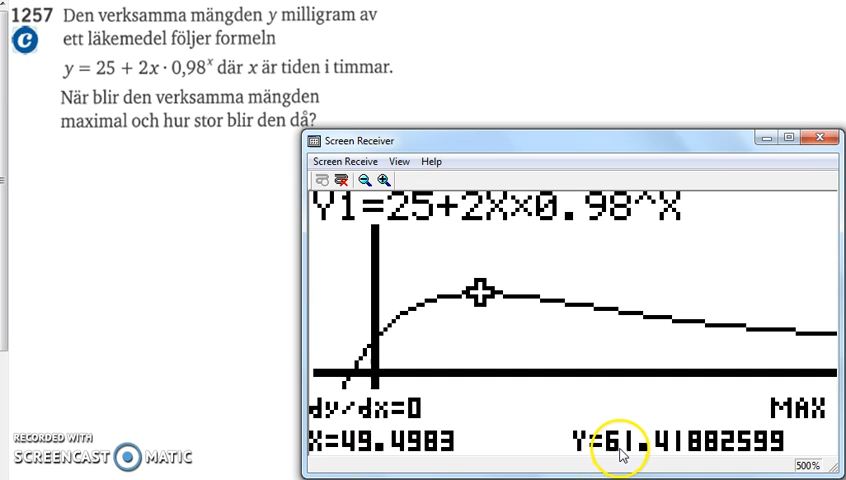 1257 Den verksamma mängden y milligram av
C ett läkemedel följer formeln
y = 25 + 2x · 0,98ˣ där x är tiden i timmar.
När blir den verksamma mängden
maximal och hur stor blir den då?
Screen Receiver
Screen Receive View Help
Y1=25+2X×0.98^X
dy/dx=0 MAX
X=49.4983 Y=61.41882599
500%
RECORDED WITH
SCREENCAST O MATIC